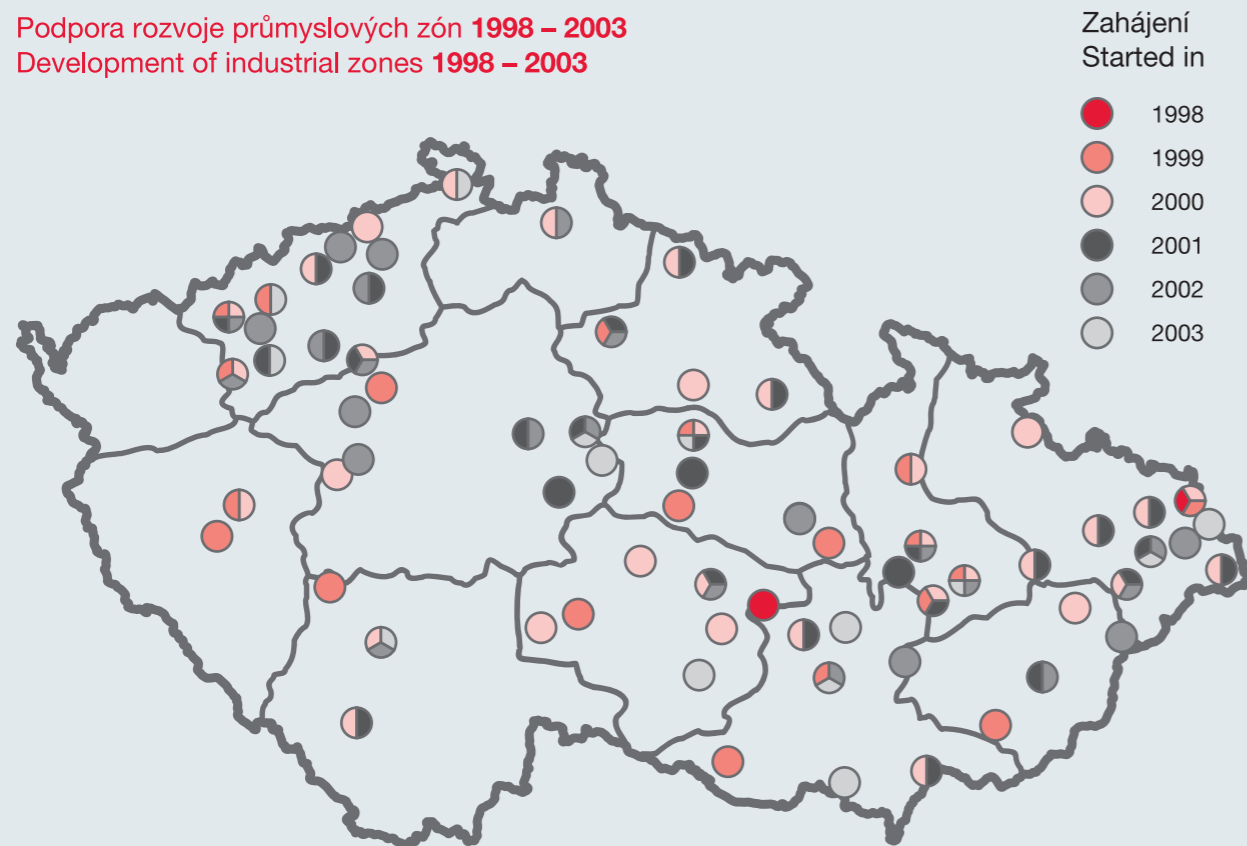 Podpora rozvoje průmyslových zón 1998 – 2003
Development of industrial zones 1998 – 2003
Zahájení
Started in
1998
1999
2000
2001
2002
2003